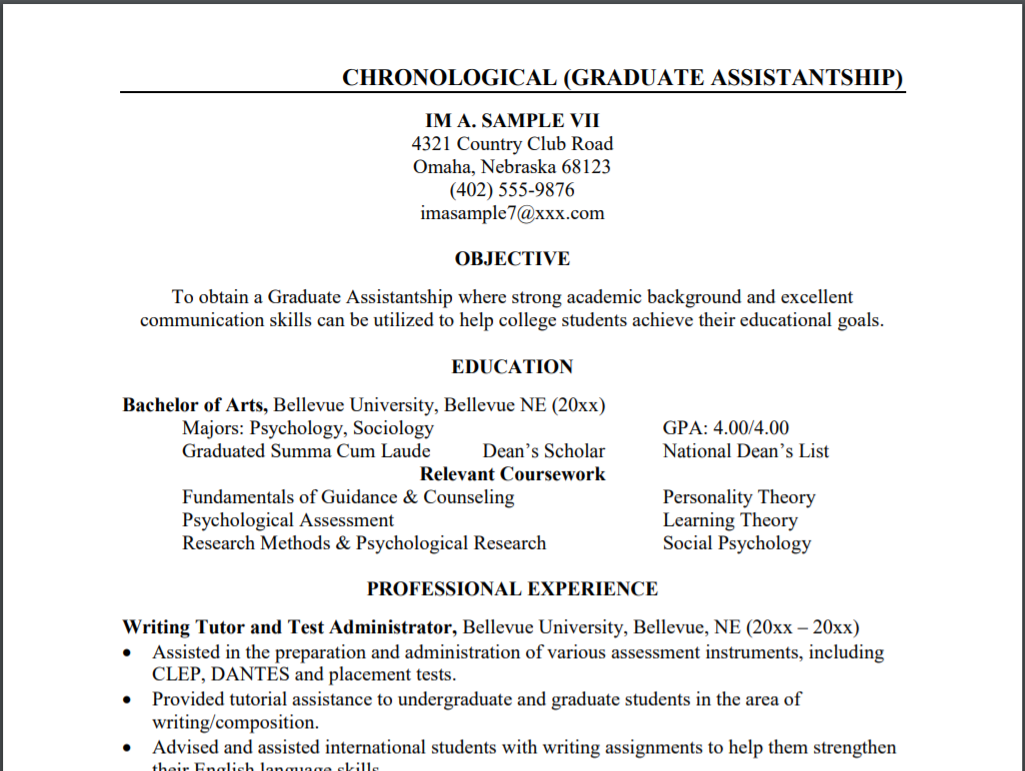 CHRONOLOGICAL (GRADUATE ASSISTANTSHIP)
IM A. SAMPLE VII
4321 Country Club Road
Omaha, Nebraska 68123
(402) 555-9876
imasample7@xxx.com
OBJECTIVE
To obtain a Graduate Assistantship where strong academic background and excellent
communication skills can be utilized to help college students achieve their educational goals.
EDUCATION
Bachelor of Arts, Bellevue University, Bellevue NE (20xx)
Majors: Psychology, Sociology GPA: 4.00/4.00
Graduated Summa Cum Laude Dean’s Scholar National Dean’s List
Relevant Coursework
Fundamentals of Guidance & Counseling Personality Theory
Psychological Assessment Learning Theory
Research Methods & Psychological Research Social Psychology
PROFESSIONAL EXPERIENCE
Writing Tutor and Test Administrator, Bellevue University, Bellevue, NE (20xx – 20xx)
• Assisted in the preparation and administration of various assessment instruments, including
CLEP, DANTES and placement tests.
• Provided tutorial assistance to undergraduate and graduate students in the area of
writing/composition.
• Advised and assisted international students with writing assignments to help them strengthen
their English language skills.